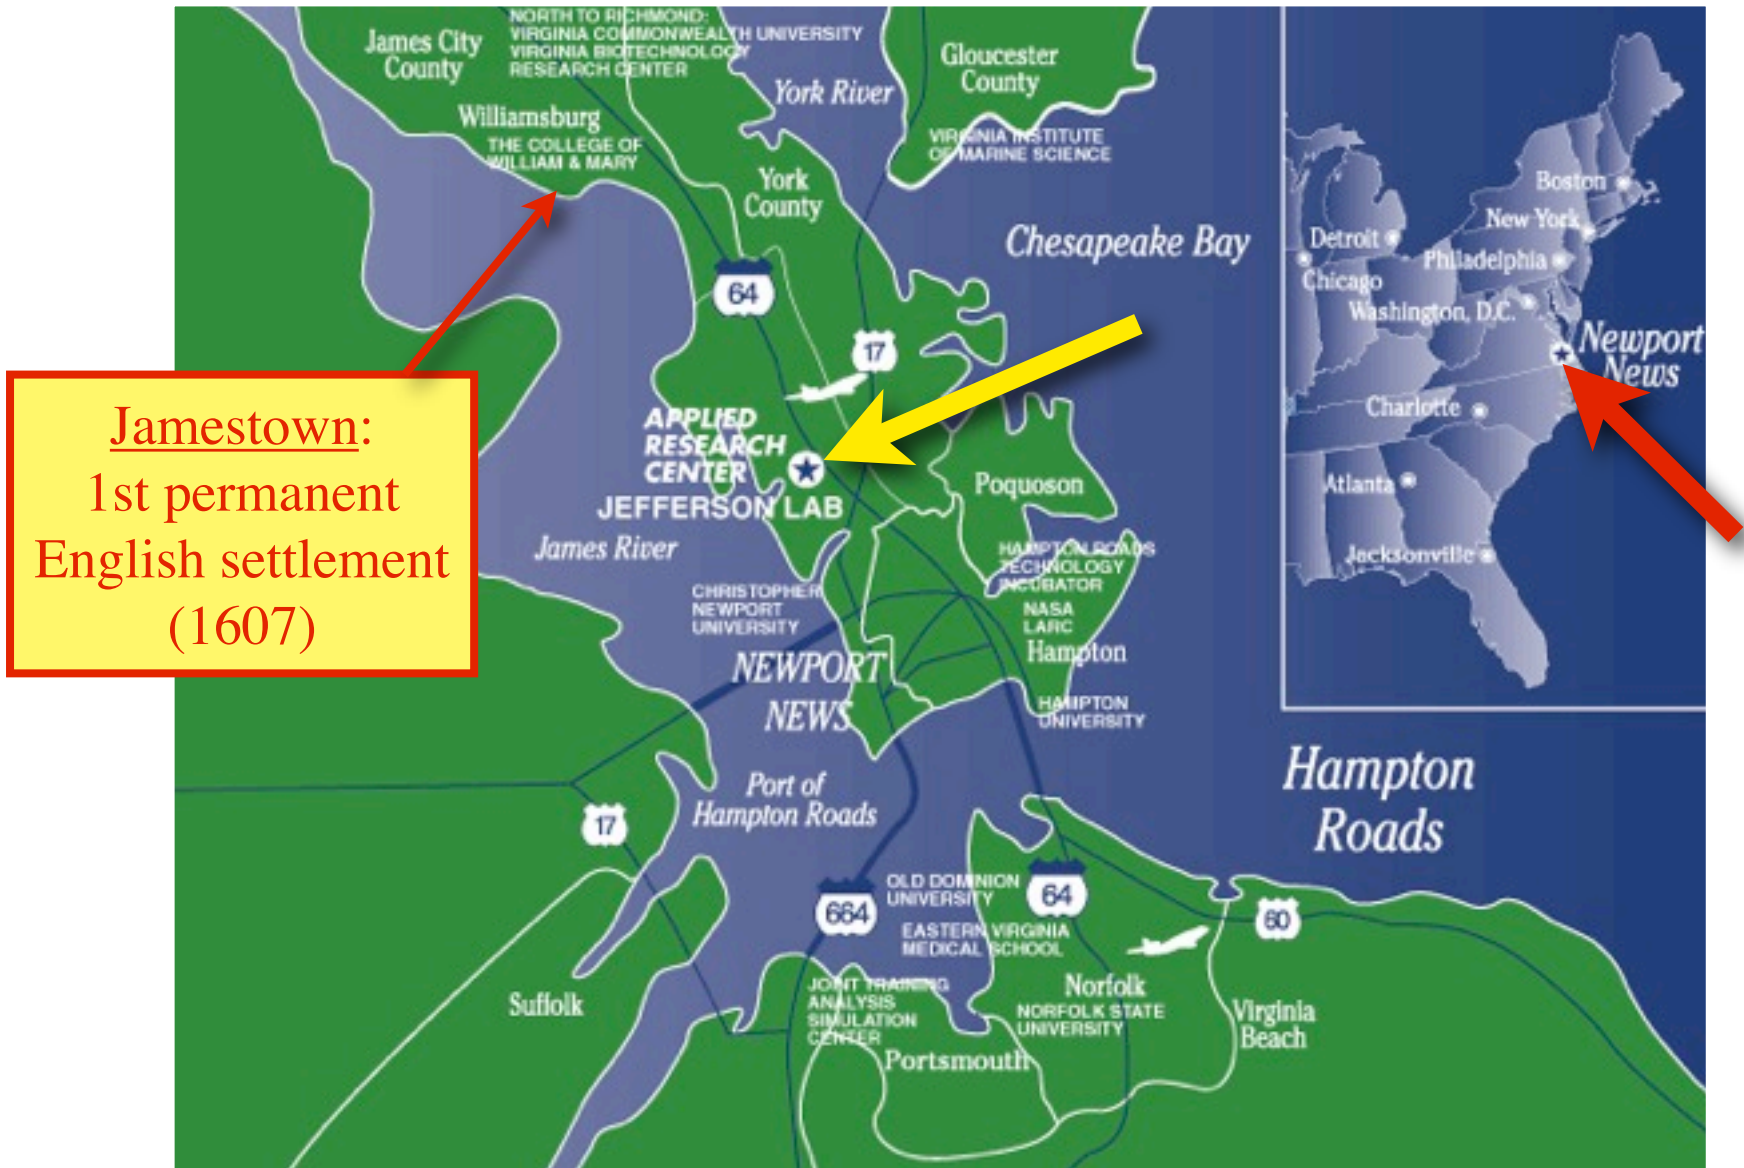 NORTH TO RICHMOND:
VIRGINIA COMMONWEALTH UNIVERSITY
VIRGINIA BIOTECHNOLOGY
RESEARCH CENTER
James City
County
Gloucester
County
York River
Williamsburg
THE COLLEGE OF
WILLIAM & MARY
VIRGINIA INSTITUTE
OF MARINE SCIENCE
York
County
Chesapeake Bay
64
17
Jamestown:
1st permanent
English settlement
(1607)
APPLIED
RESEARCH
CENTER
JEFFERSON LAB
Poquoson
James River
HAMPTON ROADS
TECHNOLOGY
INCUBATOR
CHRISTOPHER
NEWPORT
UNIVERSITY
NASA
LARC
Hampton
NEWPORT
NEWS
HAMPTON
UNIVERSITY
Port of
Hampton Roads
17
Hampton
Roads
OLD DOMINION
UNIVERSITY
64
664
60
EASTERN VIRGINIA
MEDICAL SCHOOL
Suffolk
JOINT TRAINING
ANALYSIS
SIMULATION
CENTER
Norfolk
NORFOLK STATE
UNIVERSITY
Virginia
Beach
Portsmouth
Boston
New York
Detroit
Philadelphia
Chicago
Washington, D.C.
Newport
News
Charlotte
Atlanta
Jacksonville